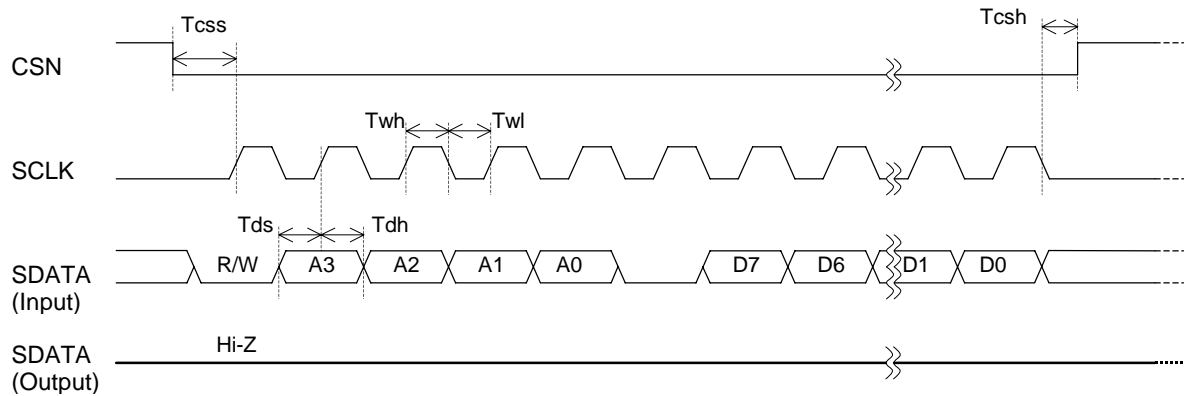 Tcss
Tcsh
CSN
Twh
Twl
SCLK
Tds
Tdh
R/W
A3
A2
A1
A0
D7
D6
D1
D0
SDATA
(Input)
Hi-Z
SDATA
(Output)